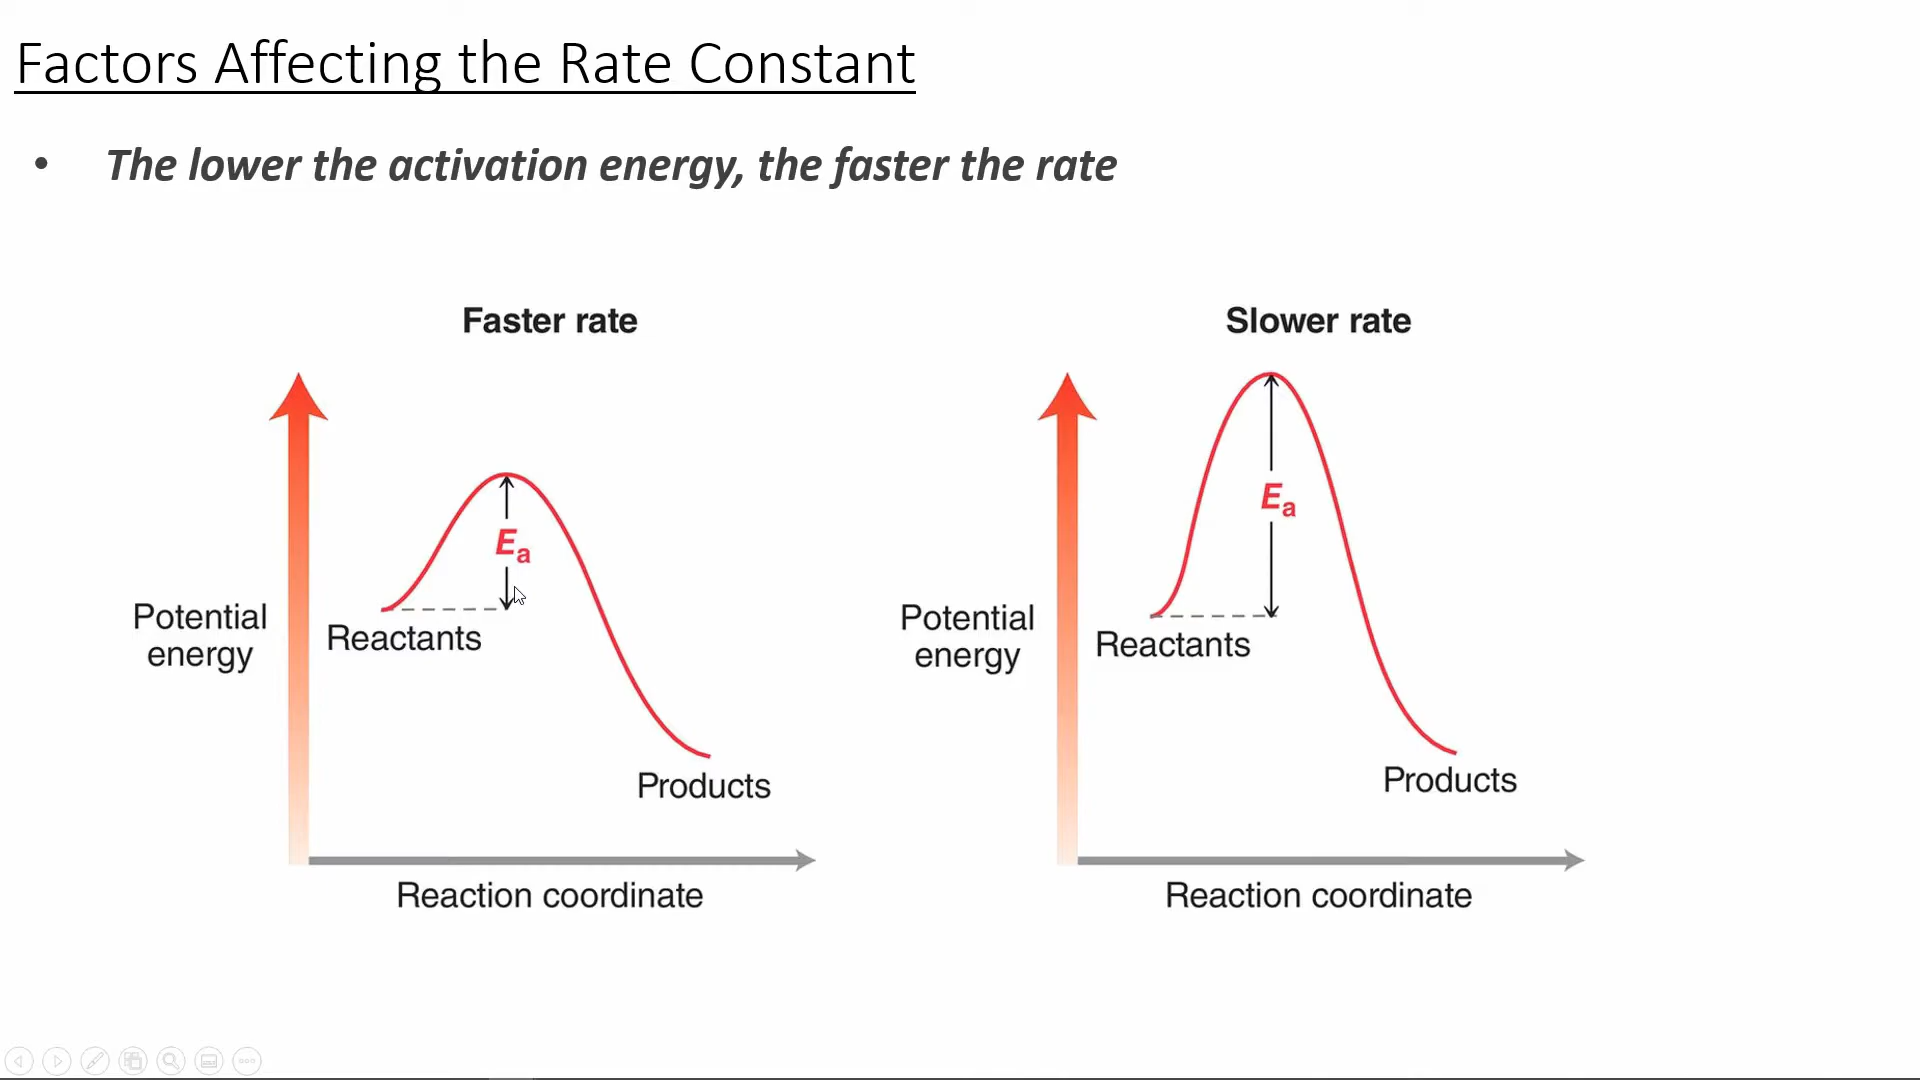 Factors Affecting the Rate Constant
• The lower the activation energy, the faster the rate
Faster rate
Ea
Potential
energy
Reactants
Products
Reaction coordinate
Slower rate
Ea
Potential
energy
Reactants
Products
Reaction coordinate